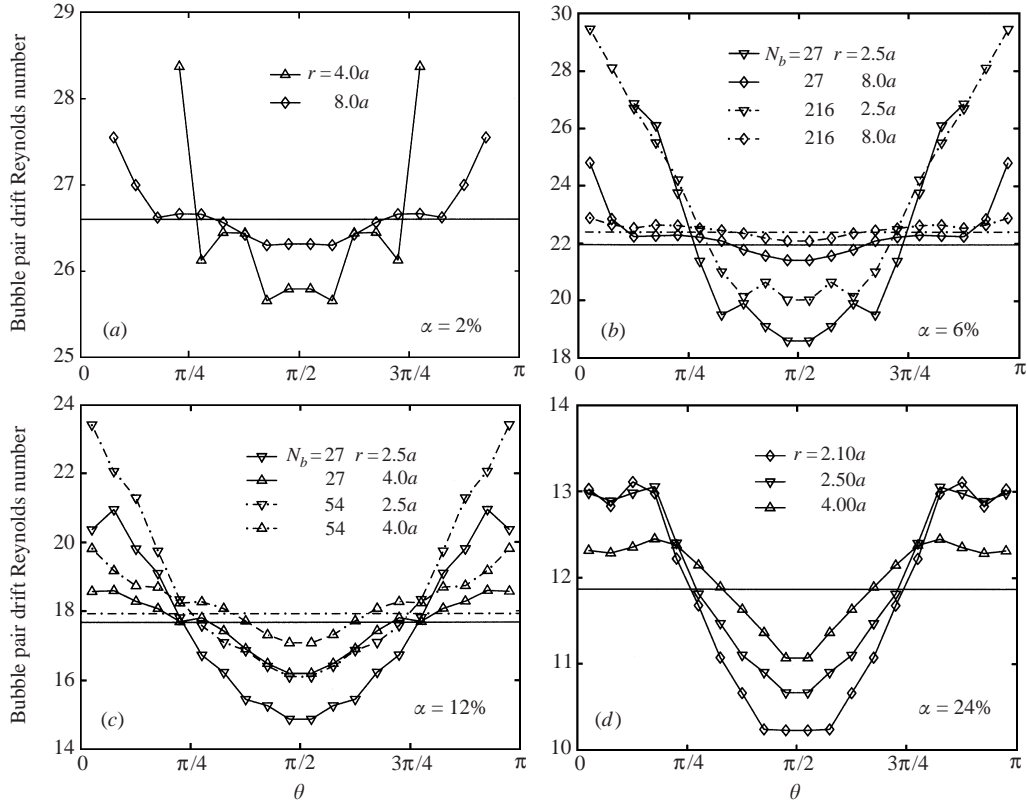 29
28
27
26
25
0
π/4
π/2
3π/4
π
Bubble pair drift Reynolds number
r = 4.0a
8.0a
(a)
α = 2%
30
28
26
24
22
20
18
0
π/4
π/2
3π/4
π
N_b = 27 r = 2.5a
27 8.0a
216 2.5a
216 8.0a
(b)
α = 6%
24
22
20
18
16
14
0
π/4
π/2
3π/4
π
Bubble pair drift Reynolds number
θ
N_b = 27 r = 2.5a
27 4.0a
54 2.5a
54 4.0a
(c)
α = 12%
14
13
12
11
10
0
π/4
π/2
3π/4
π
θ
r = 2.10a
2.50a
4.00a
(d)
α = 24%